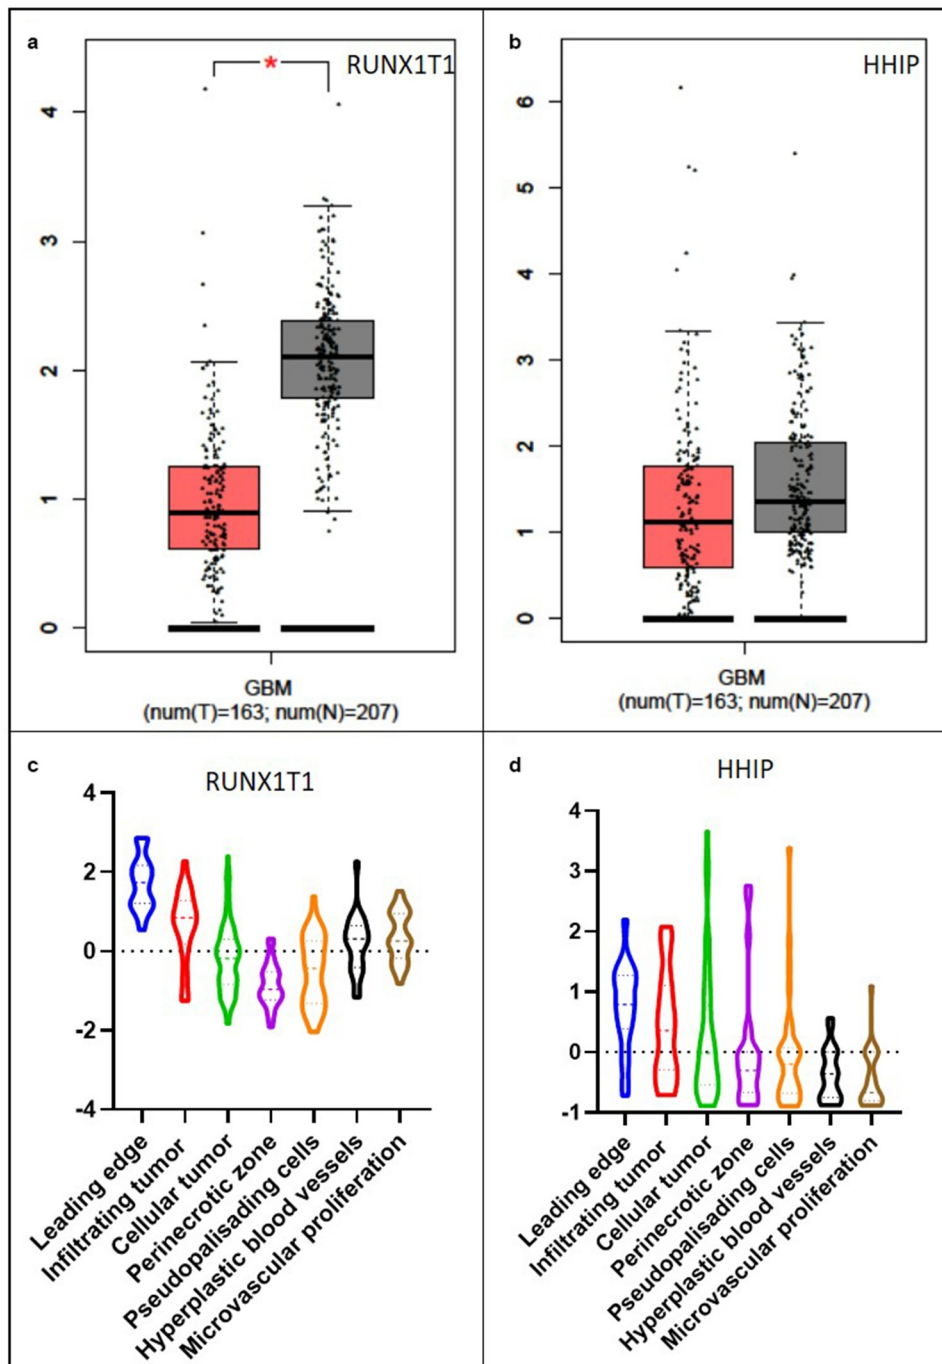 a
*
RUNX1T1
4
3
2
1
0
GBM
(num(T)=163; num(N)=207)
b
HHIP
6
5
4
3
2
1
0
GBM
(num(T)=163; num(N)=207)
c
RUNX1T1
4
2
0
-2
-4
Leading edge
Infiltrating tumor
Cellular tumor
Perinecrotic zone
Pseudopalisading cells
Hyperplastic blood vessels
Microvascular proliferation
d
HHIP
4
3
2
1
0
-1
Leading edge
Infiltrating tumor
Cellular tumor
Perinecrotic zone
Pseudopalisading cells
Hyperplastic blood vessels
Microvascular proliferation